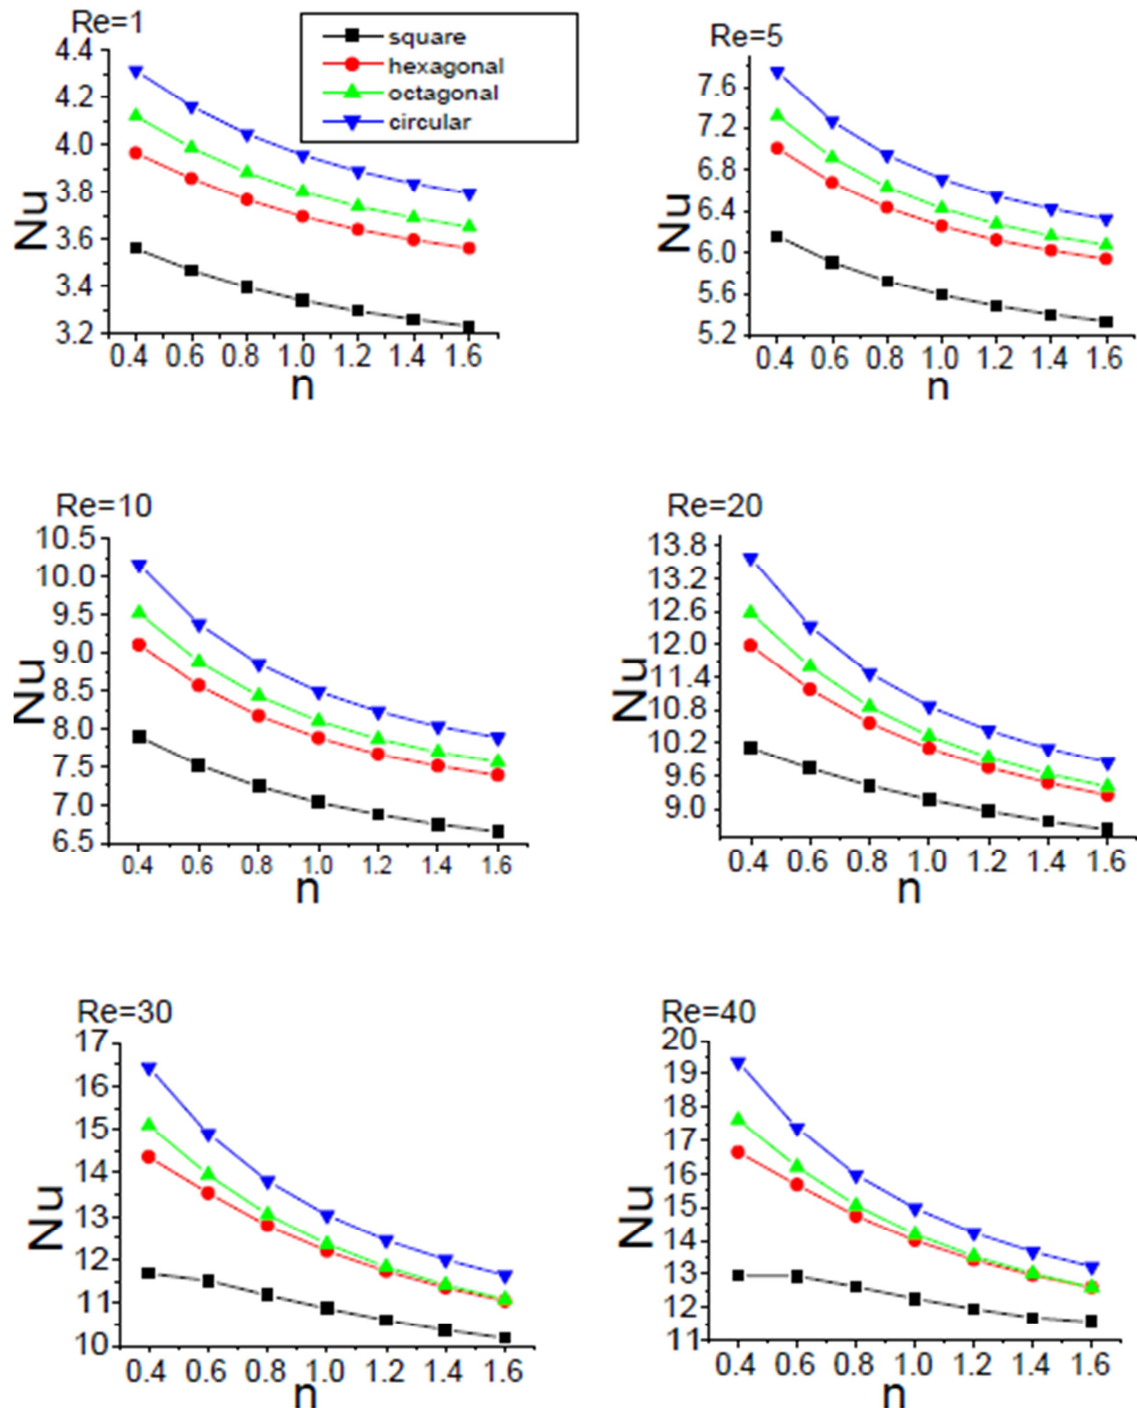 Re=1
square
hexagonal
octagonal
circular
4.4
4.2
4.0
3.8
3.6
3.4
3.2
Nu
0.4 0.6 0.8 1.0 1.2 1.4 1.6
n
Re=5
7.6
7.2
6.8
6.4
6.0
5.6
5.2
Nu
0.4 0.6 0.8 1.0 1.2 1.4 1.6
n
Re=10
10.5
10.0
9.5
9.0
8.5
8.0
7.5
7.0
6.5
Nu
0.4 0.6 0.8 1.0 1.2 1.4 1.6
n
Re=20
13.8
13.2
12.6
12.0
11.4
10.8
10.2
9.6
9.0
Nu
0.4 0.6 0.8 1.0 1.2 1.4 1.6
n
Re=30
17
16
15
14
13
12
11
10
Nu
0.4 0.6 0.8 1.0 1.2 1.4 1.6
n
Re=40
20
19
18
17
16
15
14
13
12
11
Nu
0.4 0.6 0.8 1.0 1.2 1.4 1.6
n